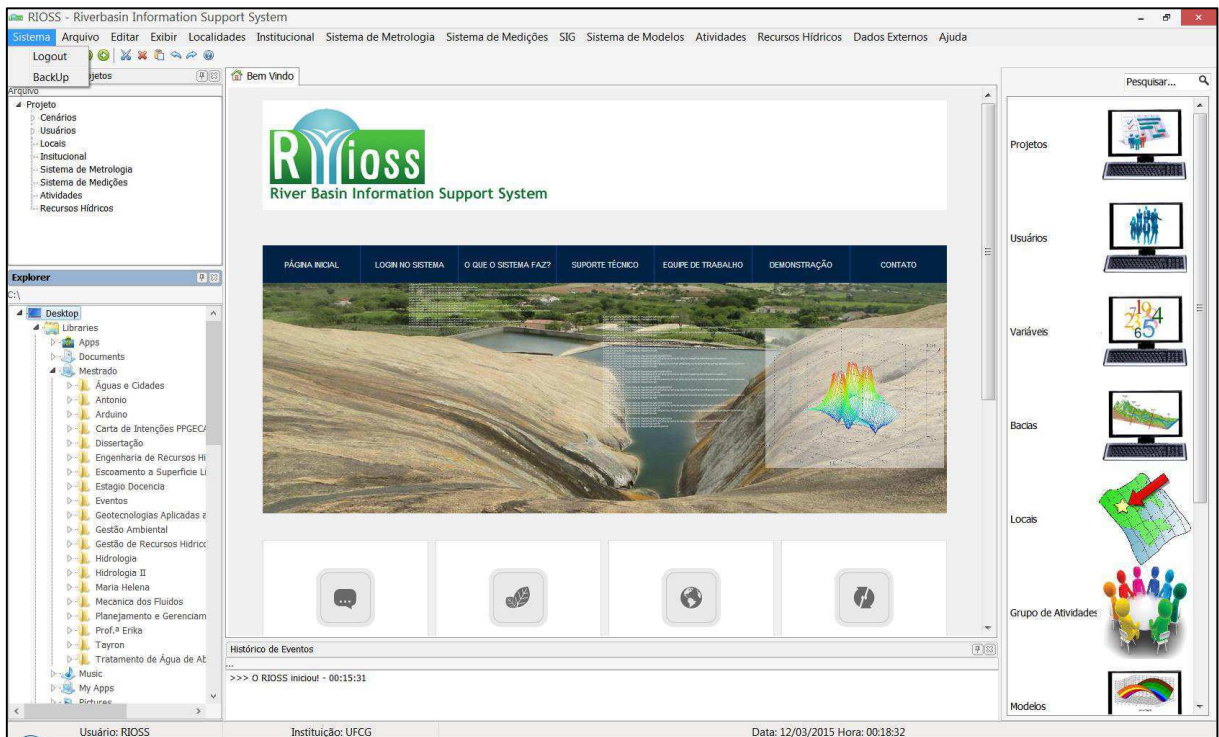 RIOSS - Riverbasin Information Support System
Sistema Arquivo Editar Exibir Localidades Institucional Sistema de Metrologia Sistema de Medições SIG Sistema de Modelos Atividades Recursos Hídricos Dados Externos Ajuda
Logout
BackUp
jetos
Arquivo
Projeto
Cenários
Usuários
Locais
Insitucional
Sistema de Metrologia
Sistema de Medições
Atividades
Recursos Hídricos
Explorer
C:\
Desktop
Libraries
Apps
Documents
Mestrado
Águas e Cidades
Antonio
Arduino
Carta de Intenções PPGECA
Dissertação
Engenharia de Recursos Hi
Escoamento a Superfície Li
Estagio Docencia
Eventos
Geotecnologias Aplicadas a
Gestão Ambiental
Gestão de Recursos Hidrico
Hidrologia
Hidrologia II
Maria Helena
Mecanica dos Fluidos
Planejamento e Gerenciam
Prof.ª Erika
Tayron
Tratamento de Água de Ab
Music
My Apps
Pictures
Bem Vindo
Rioss
River Basin Information Support System
PÁGINA INICIAL LOGIN NO SISTEMA O QUE O SISTEMA FAZ? SUPORTE TÉCNICO EQUIPE DE TRABALHO DEMONSTRAÇÃO CONTATO
Histórico de Eventos
...
>>> O RIOSS iniciou! - 00:15:31
Pesquisar...
Projetos
Usuários
Variáveis
Bacias
Locais
Grupo de Atividades
Modelos
Usuário: RIOSS Instituição: UFCG Data: 12/03/2015 Hora: 00:18:32